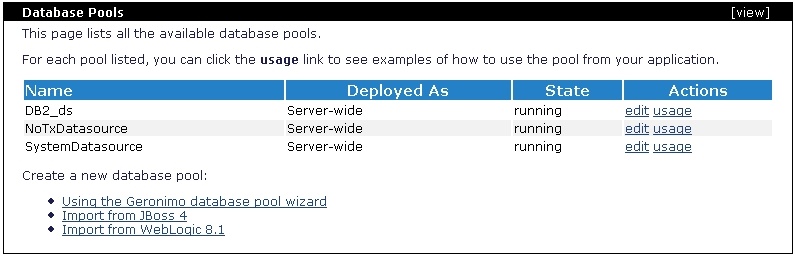 Database Pools [view]
This page lists all the available database pools.
For each pool listed, you can click the usage link to see examples of how to use the pool from your application.
Name Deployed As State Actions
DB2_ds Server-wide running edit usage
NoTxDatasource Server-wide running edit usage
SystemDatasource Server-wide running edit usage
Create a new database pool:
Using the Geronimo database pool wizard
Import from JBoss 4
Import from WebLogic 8.1